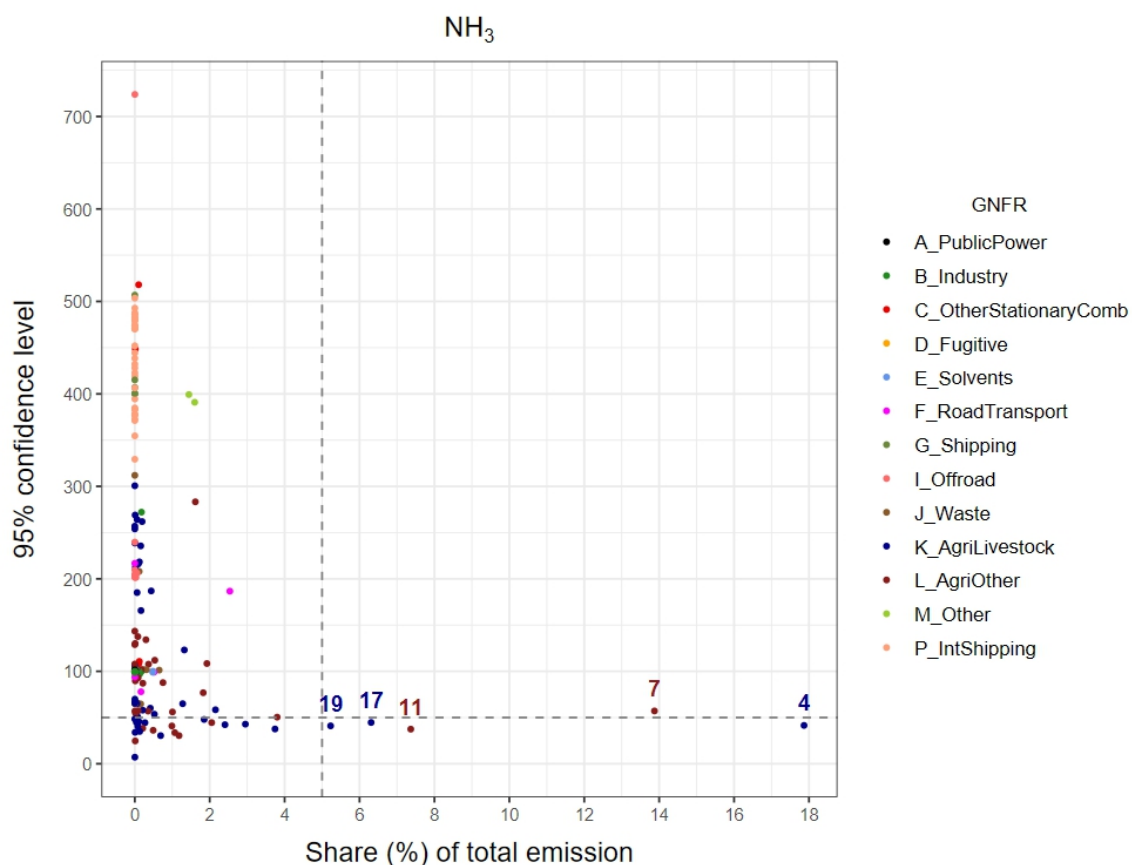 NH₃
95% confidence level
700
600
500
400
300
200
100
0
19
17
11
7
4
0
2
4
6
8
10
12
14
16
18
Share (%) of total emission
GNFR
A_PublicPower
B_Industry
C_OtherStationaryComb
D_Fugitive
E_Solvents
F_RoadTransport
G_Shipping
I_Offroad
J_Waste
K_AgriLivestock
L_AgriOther
M_Other
P_IntShipping